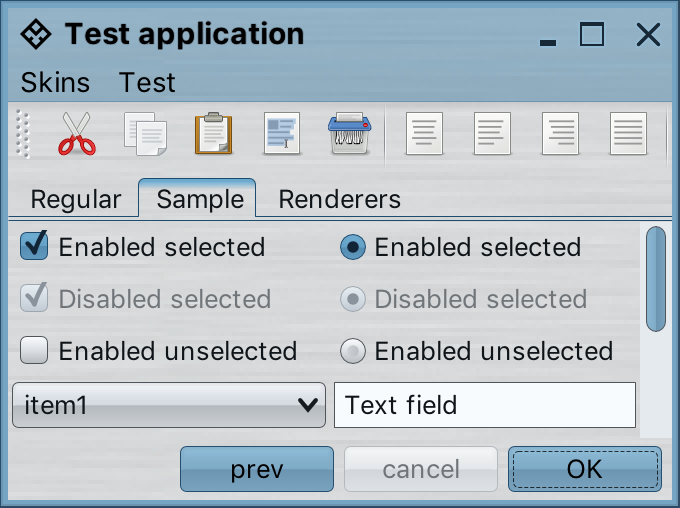 Test application
Skins Test
Regular Sample Renderers
Enabled selected Enabled selected
Disabled selected Disabled selected
Enabled unselected Enabled unselected
item1 Text field
prev cancel OK